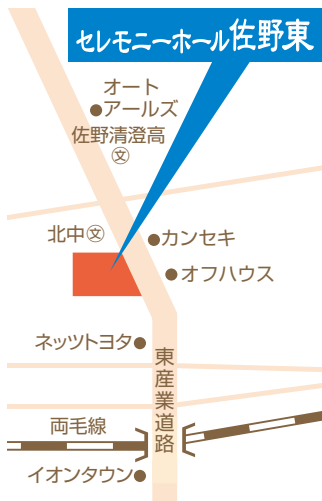 セレモニーホール佐野東
オート
アールズ
佐野清澄高
文
北中文
カンセキ
オフハウス
ネッツトヨタ
東産業道路
両毛線
イオンタウン